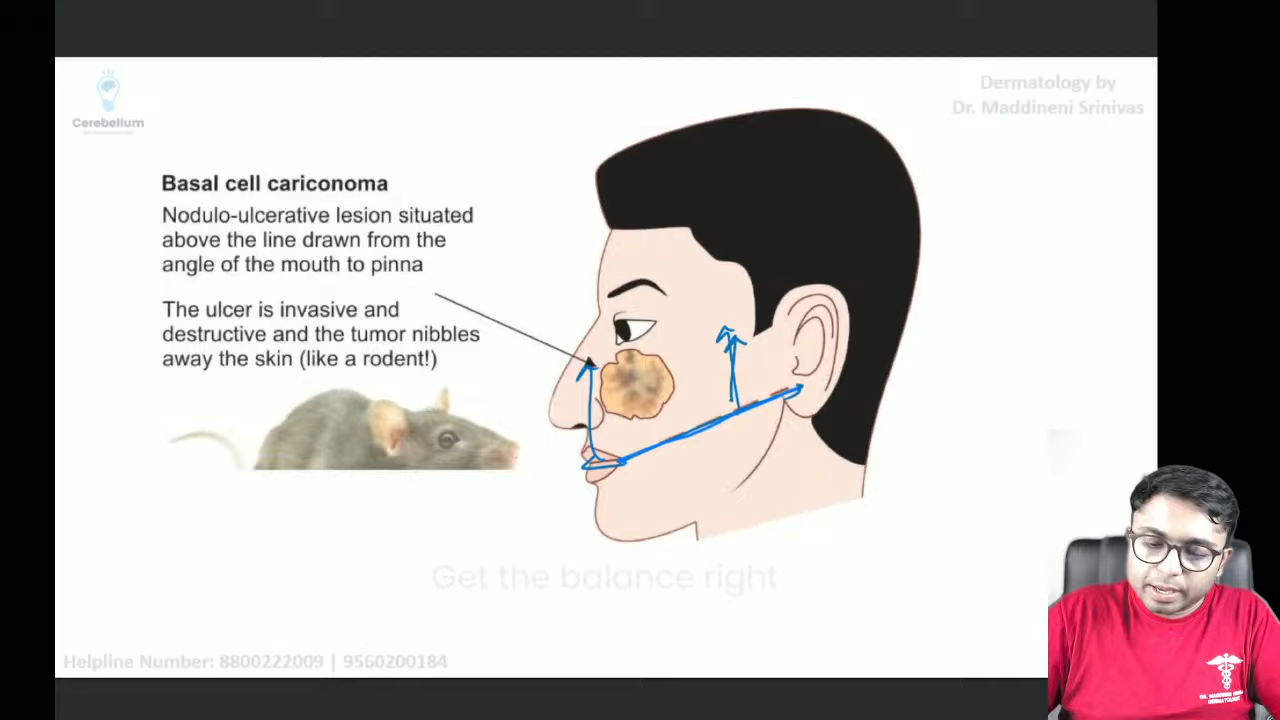 Cerebellum
Dermatology by
Dr. Maddineni Srinivas
Basal cell cariconoma
Nodulo-ulcerative lesion situated
above the line drawn from the
angle of the mouth to pinna
The ulcer is invasive and
destructive and the tumor nibbles
away the skin (like a rodent!)
Get the balance right
Helpline Number: 8800222009 | 9560200184